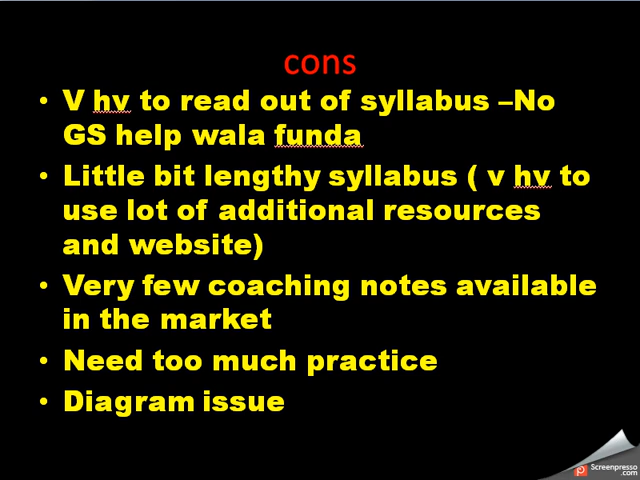 cons
• V hv to read out of syllabus –No
GS help wala funda
• Little bit lengthy syllabus ( v hv to
use lot of additional resources
and website)
• Very few coaching notes available
in the market
• Need too much practice
• Diagram issue
Screenpresso
.com